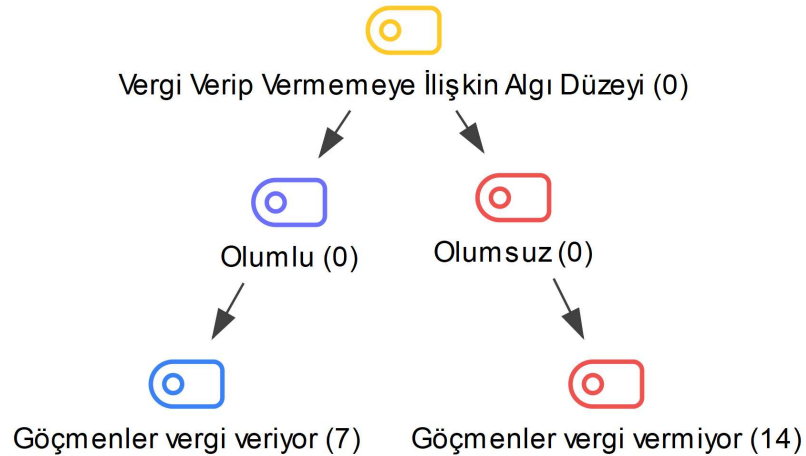 Vergi Verip Vermemeye İlişkin Algı Düzeyi (0)
Olumlu (0)
Olumsuz (0)
Göçmenler vergi veriyor (7)
Göçmenler vergi vermiyor (14)